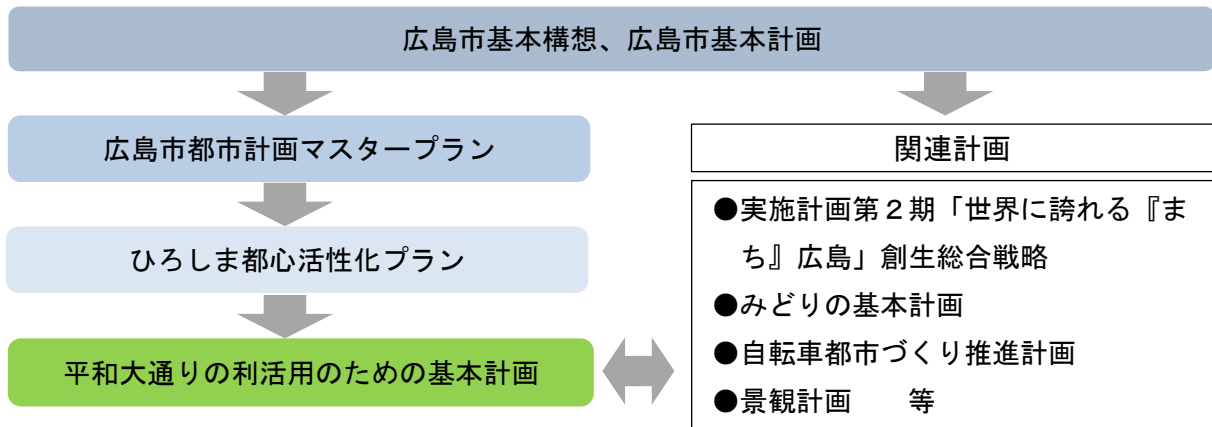 広島市基本構想、広島市基本計画
広島市都市計画マスタープラン
ひろしま都心活性化プラン
平和大通りの利活用のための基本計画
関連計画
●実施計画第2期「世界に誇れる『ま
ち』広島」創生総合戦略
●みどりの基本計画
●自転車都市づくり推進計画
●景観計画　　等